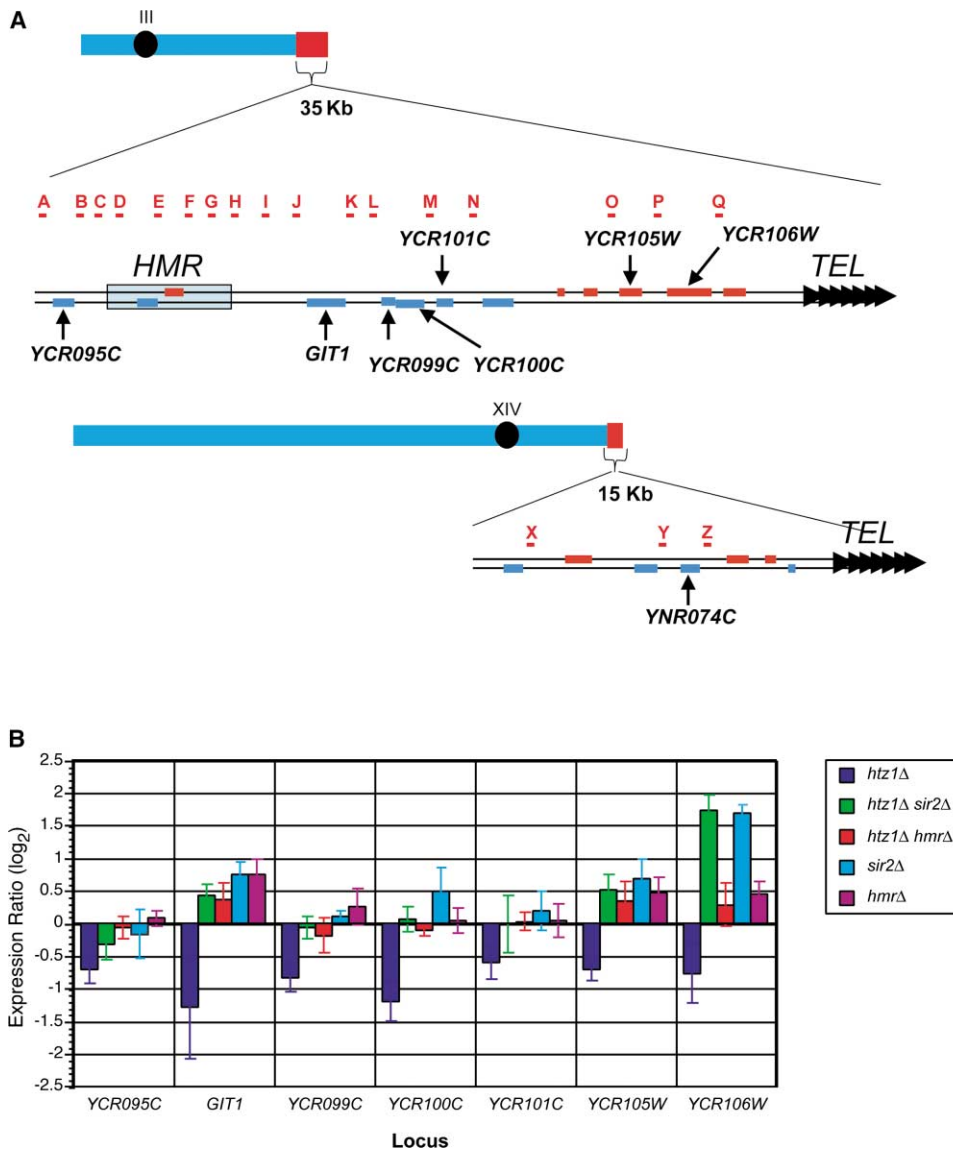 A
III
35 Kb
A B C D E F G H I J K L M N O P Q
YCR101C YCR105W YCR106W
HMR TEL
YCR095C GIT1 YCR099C YCR100C
XIV
15 Kb
X Y Z
TEL
YNR074C
B
Expression Ratio (log2)
2.5
2
1.5
1
0.5
0
-0.5
-1
-1.5
-2
-2.5
YCR095C GIT1 YCR099C YCR100C YCR101C YCR105W YCR106W
Locus
htz1Δ
htz1Δ sir2Δ
htz1Δ hmrΔ
sir2Δ
hmrΔ